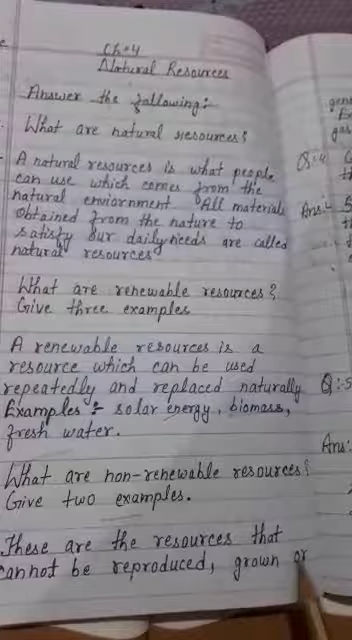 Ch-4
Natural Resources
Answer the following:
What are natural resources?
A natural resources is what people
can use which comes from the
natural enviornment All materials
obtained from the nature to
satisfy our daily needs are called
natural resources
What are renewable resources?
Give three examples
A renewable resources is a
resource which can be used
repeatedly and replaced naturally
Examples:- solar energy, biomass,
fresh water.
What are non-renewable resources?
Give two examples.
These are the resources that
cannot be reproduced, grown or
gas
Q:-4
Ans:-
Q:-5
Ans:-